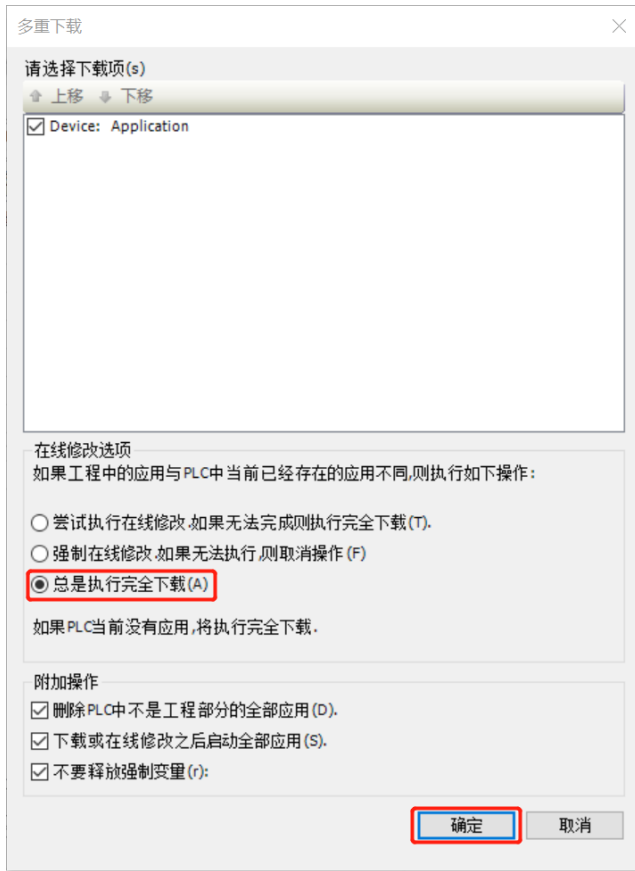 多重下载
请选择下载项(s)
上移 下移
Device: Application
在线修改选项
如果工程中的应用与PLC中当前已经存在的应用不同,则执行如下操作:
尝试执行在线修改.如果无法完成则执行完全下载(T).
强制在线修改.如果无法执行,则取消操作(F)
总是执行完全下载(A)
如果PLC当前没有应用,将执行完全下载.
附加操作
删除PLC中不是工程部分的全部应用(D).
下载或在线修改之后启动全部应用(S).
不要释放强制变量(r):
确定 取消